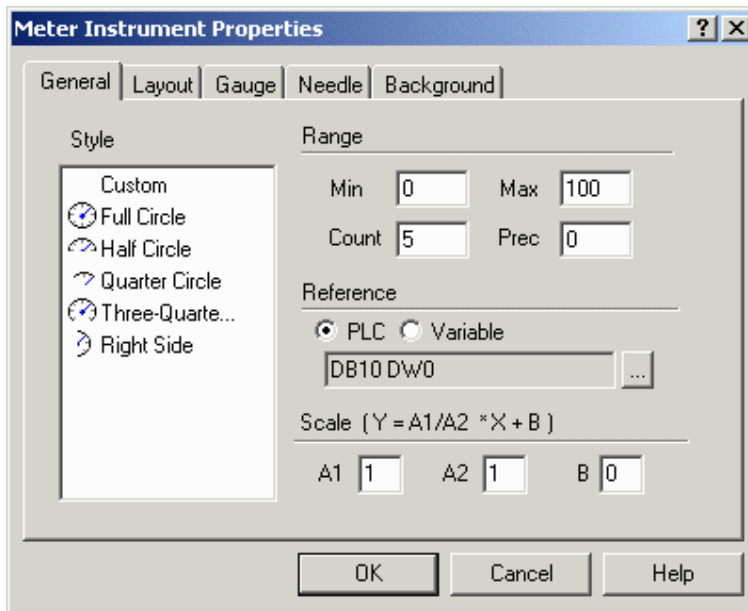 Meter Instrument Properties
General Layout Gauge Needle Background
Style
Custom
Full Circle
Half Circle
Quarter Circle
Three-Quarte...
Right Side
Range
Min 0 Max 100
Count 5 Prec 0
Reference
PLC Variable
DB10 DW0 ...
Scale ( Y = A1/A2 *X + B )
A1 1 A2 1 B 0
OK Cancel Help